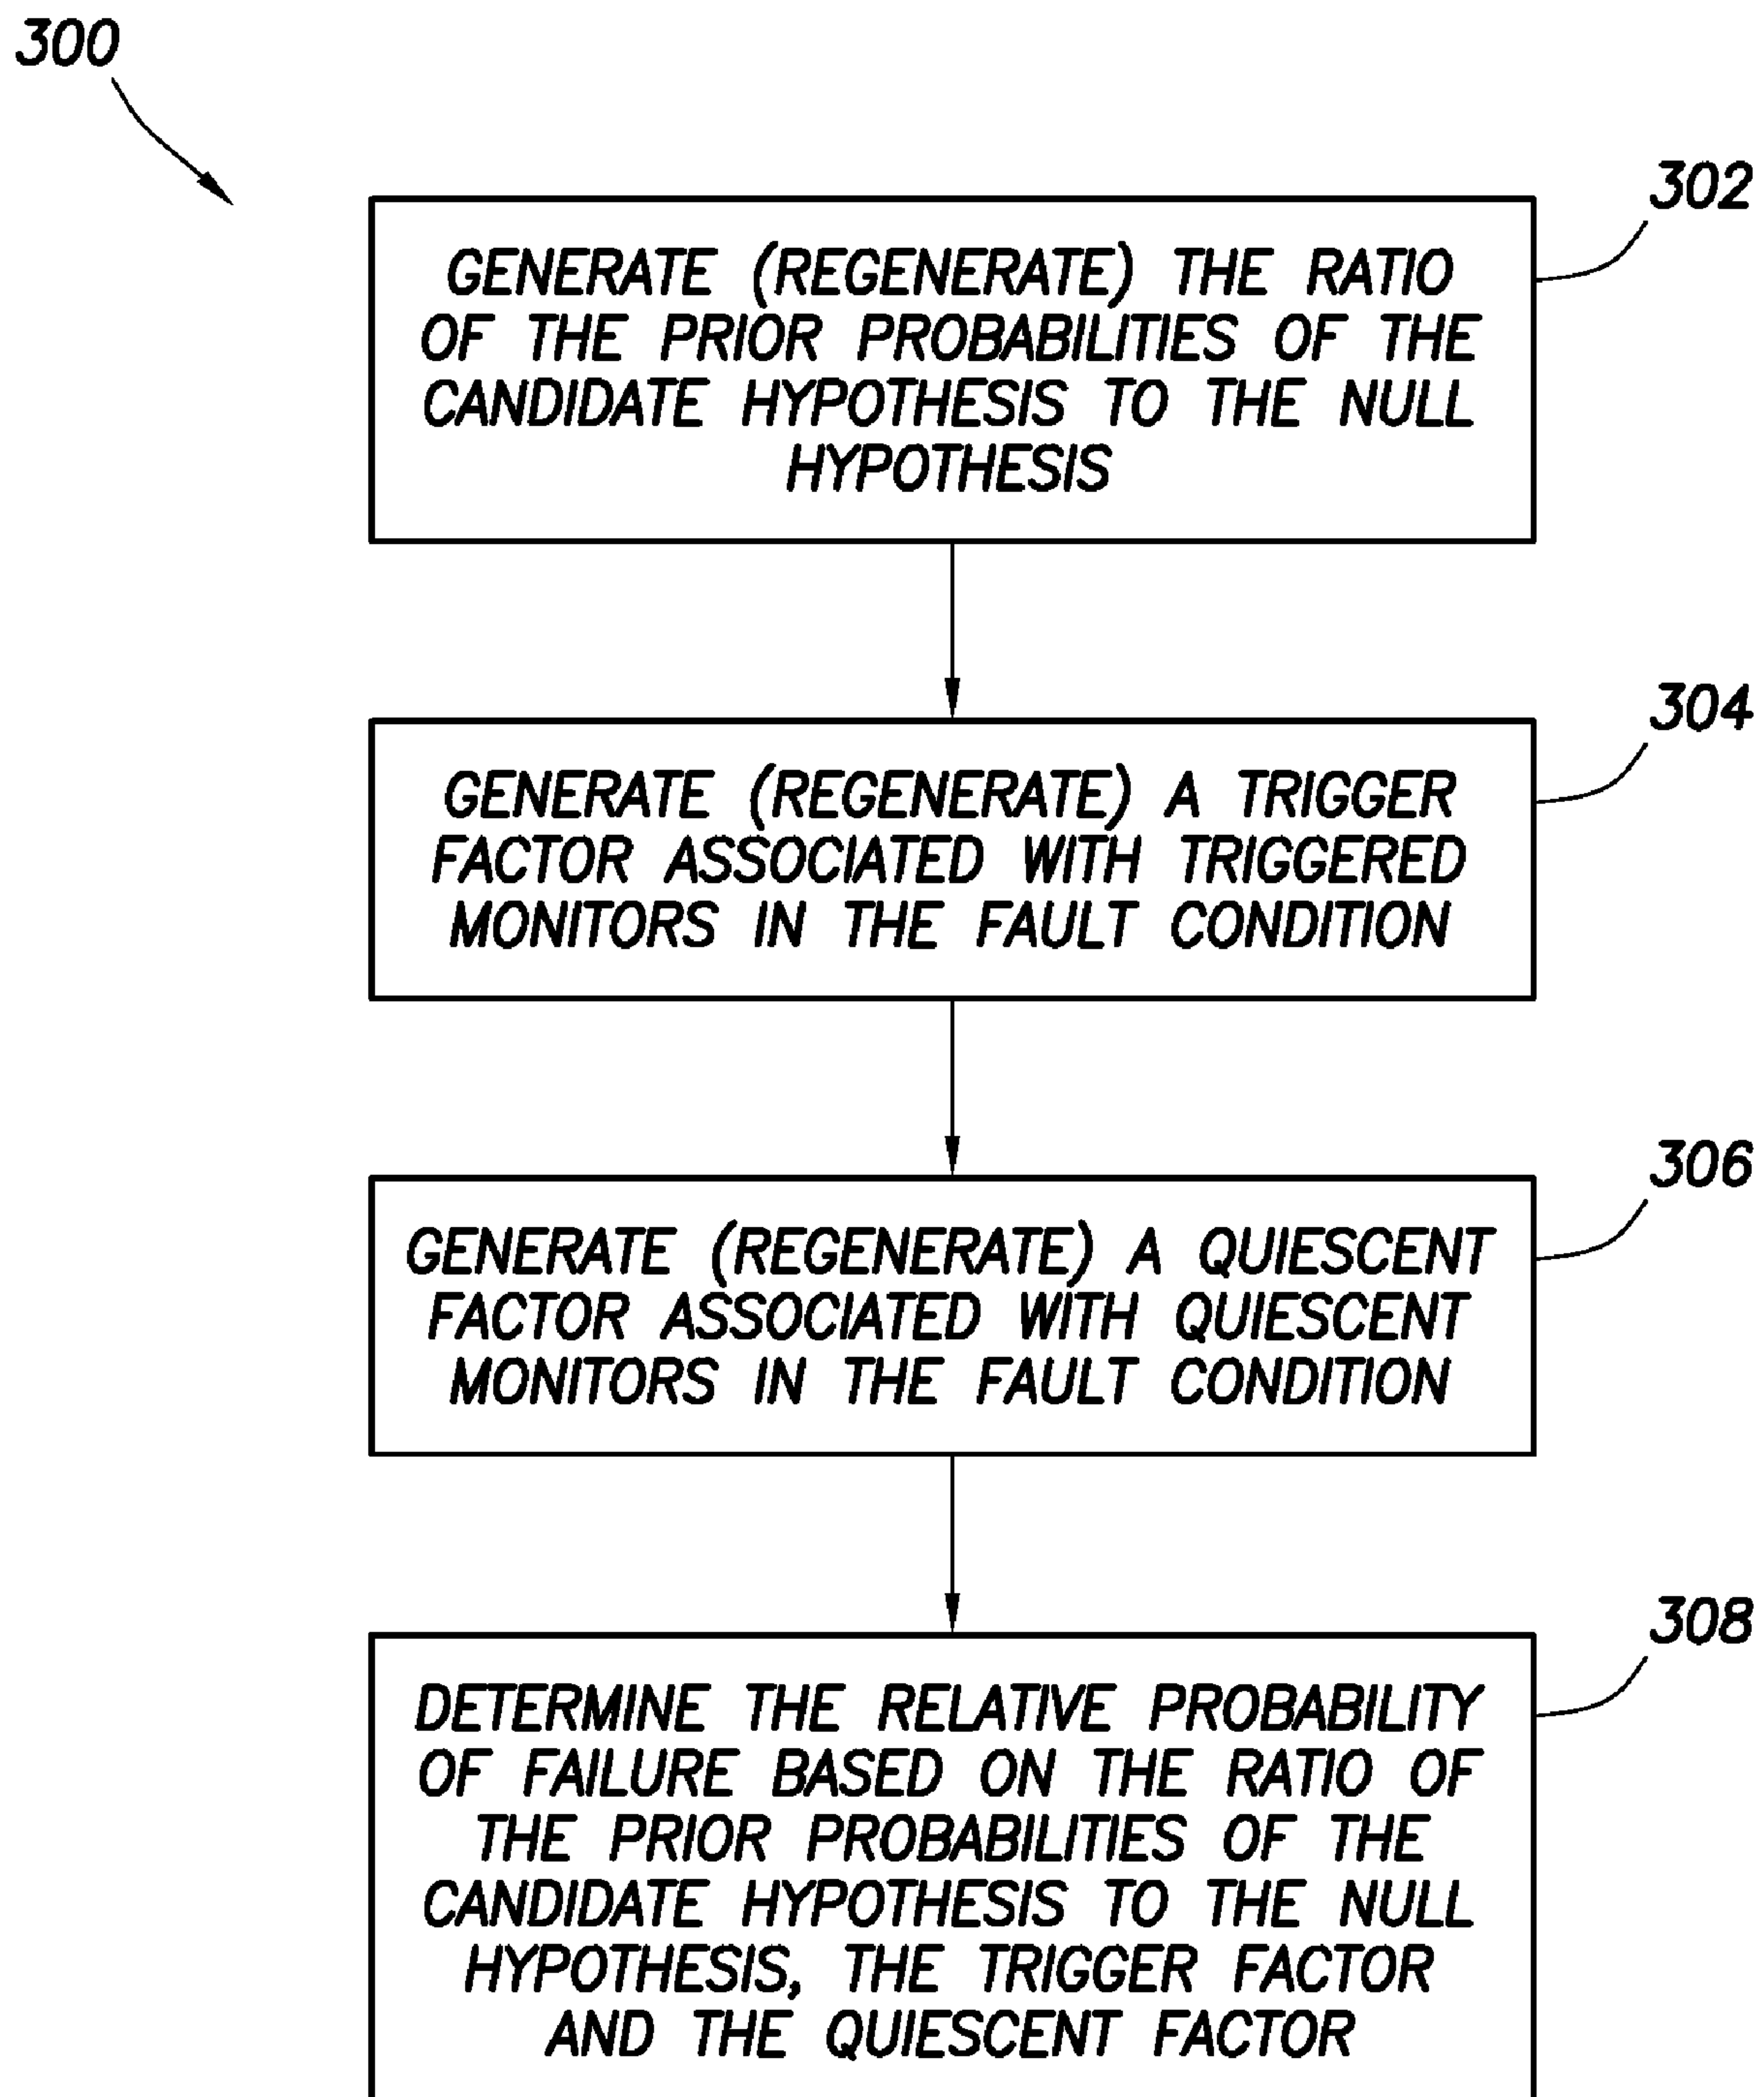 300
302
GENERATE (REGENERATE) THE RATIO
OF THE PRIOR PROBABILITIES OF THE
CANDIDATE HYPOTHESIS TO THE NULL
HYPOTHESIS
304
GENERATE (REGENERATE) A TRIGGER
FACTOR ASSOCIATED WITH TRIGGERED
MONITORS IN THE FAULT CONDITION
306
GENERATE (REGENERATE) A QUIESCENT
FACTOR ASSOCIATED WITH QUIESCENT
MONITORS IN THE FAULT CONDITION
308
DETERMINE THE RELATIVE PROBABILITY
OF FAILURE BASED ON THE RATIO OF
THE PRIOR PROBABILITIES OF THE
CANDIDATE HYPOTHESIS TO THE NULL
HYPOTHESIS, THE TRIGGER FACTOR
AND THE QUIESCENT FACTOR